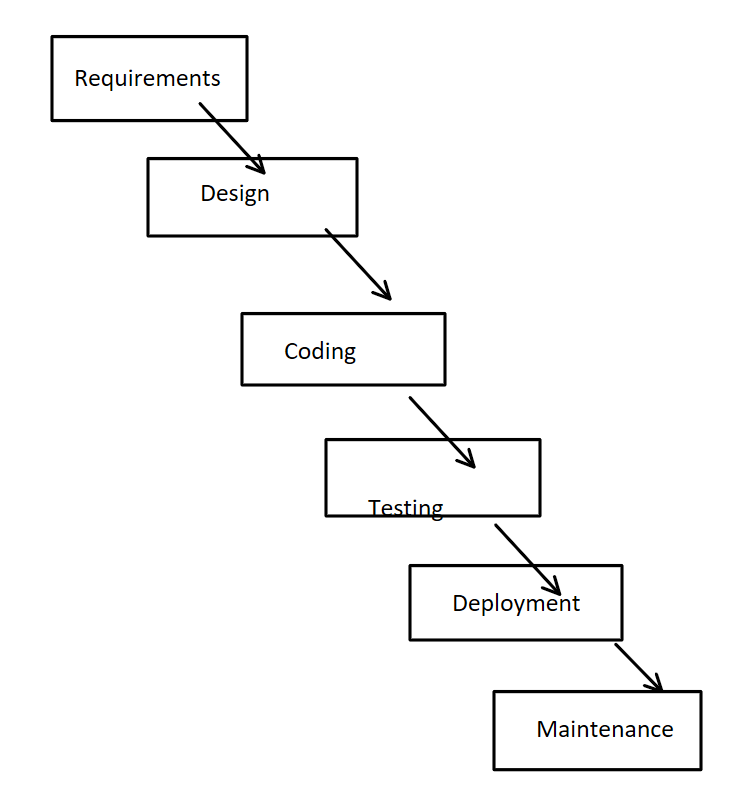 Requirements
Design
Coding
Testing
Deployment
Maintenance